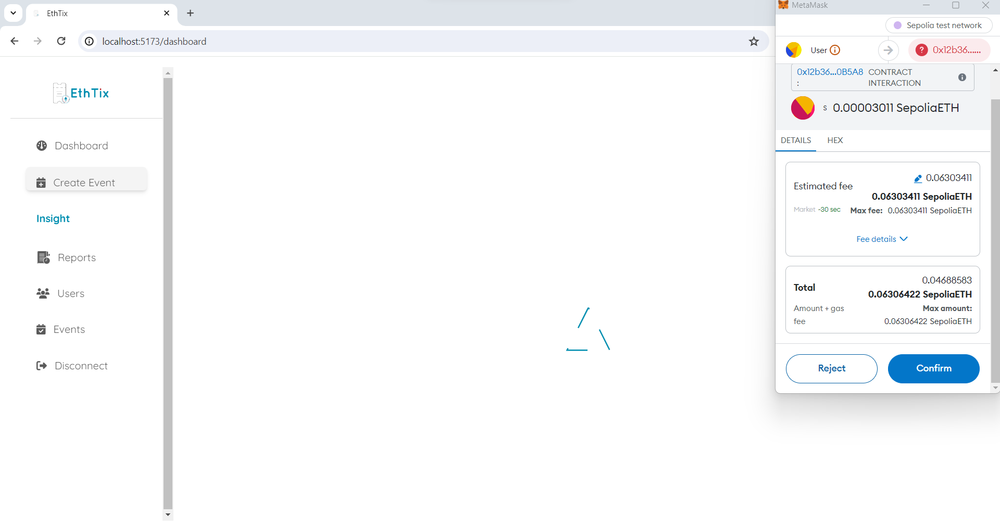 EthTix
localhost:5173/dashboard
EthTix
Dashboard
Create Event
Insight
Reports
Users
Events
Disconnect
MetaMask
Sepolia test network
User
0x12b36......
0x12b36...0B5A8 CONTRACT
: INTERACTION
S 0.00003011 SepoliaETH
DETAILS HEX
0.06303411
Estimated fee
0.06303411 SepoliaETH
Market ~30 sec Max fee: 0.06303411 SepoliaETH
Fee details
0.04688583
Total
0.06306422 SepoliaETH
Amount + gas Max amount:
fee 0.06306422 SepoliaETH
Reject Confirm